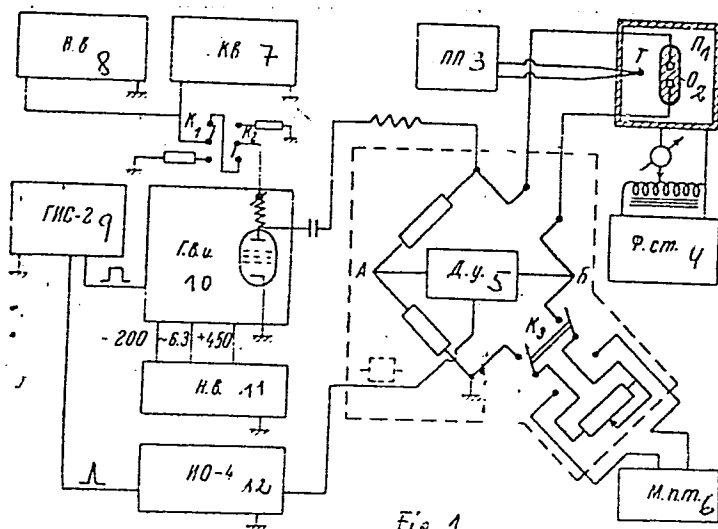 Н.В 8
КВ 7
ПП 3
П1
Т
О2
К1
К2
ГИС-2 9
Г.В.И 10
А
Д.У. 5
Б
Ф.СТ. 4
К3
- 200 ~6.3 +450
Н.В. 11
ИО-4 12
М.П.Т. 6
Fig 1